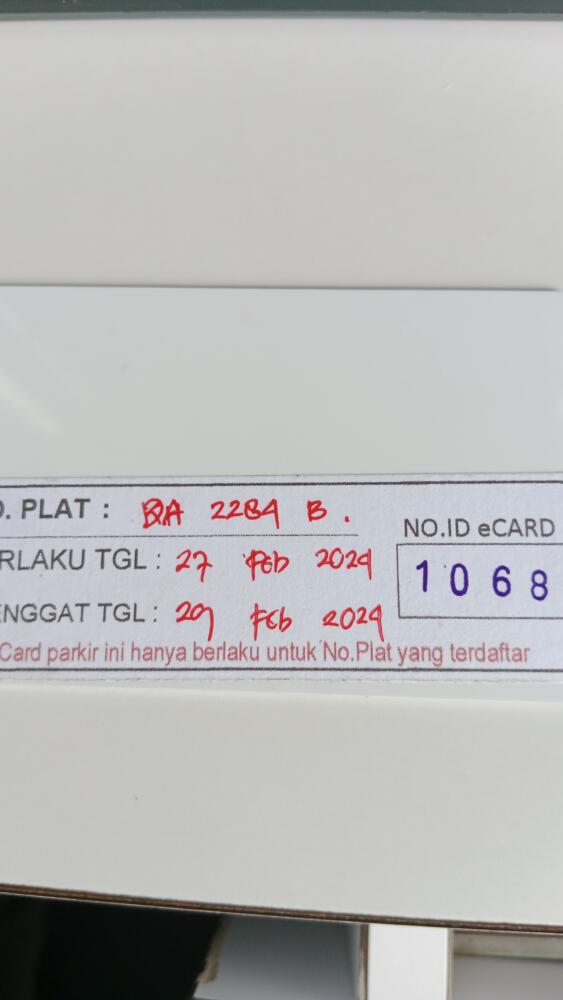 O. PLAT : QA 2284 B .
NO.ID eCARD
RLAKU TGL : 27 Feb 2024
1068
ENGGAT TGL : 29 Feb 2024
Card parkir ini hanya berlaku untuk No.Plat yang terdaftar